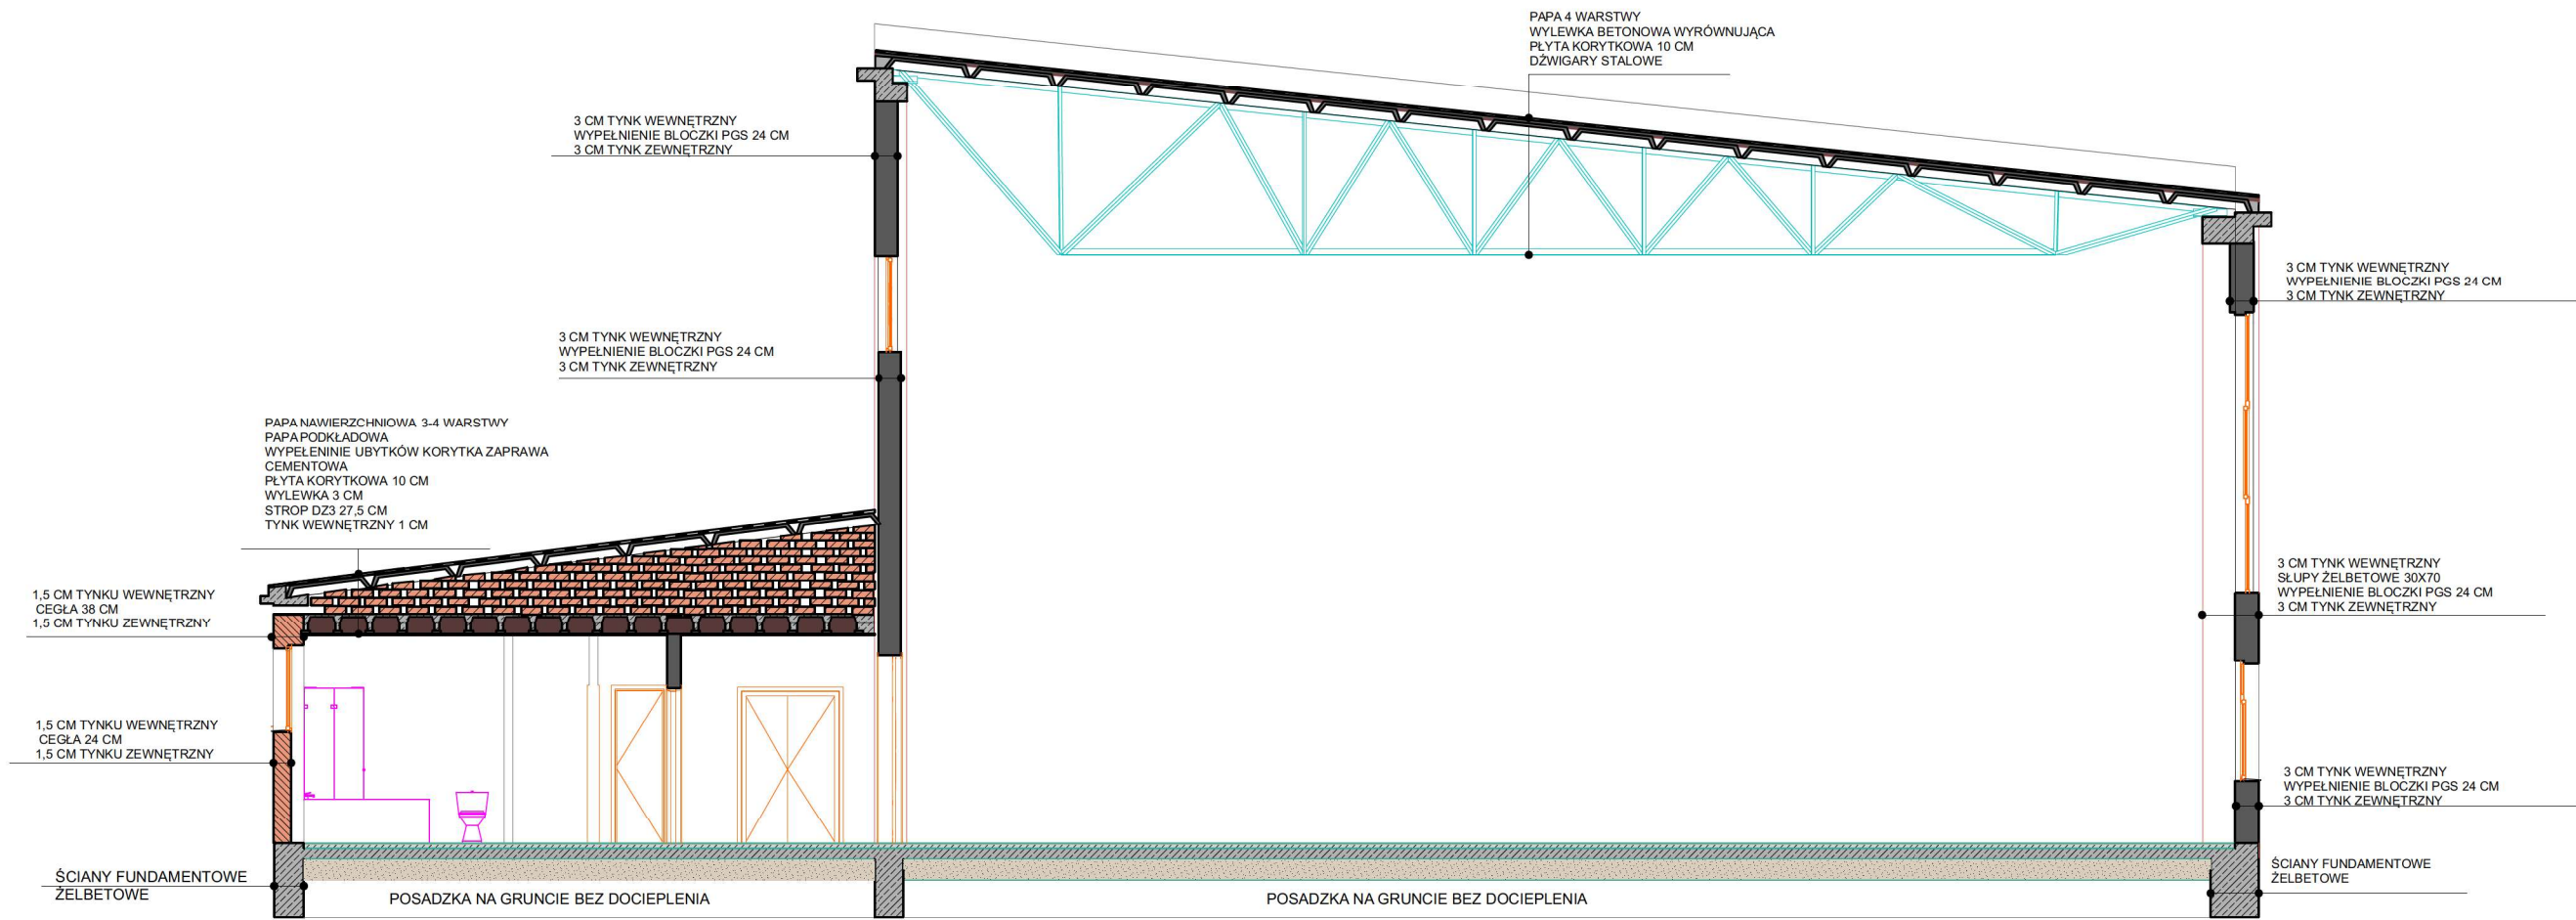 PAPA 4 WARSTWY
WYLEWKA BETONOWA WYRÓWNUJĄCA
PŁYTA KORYTKOWA 10 CM
DŹWIGARY STALOWE
3 CM TYNK WEWNĘTRZNY
WYPEŁNIENIE BLOCZKI PGS 24 CM
3 CM TYNK ZEWNĘTRZNY
3 CM TYNK WEWNĘTRZNY
WYPEŁNIENIE BLOCZKI PGS 24 CM
3 CM TYNK ZEWNĘTRZNY
3 CM TYNK WEWNĘTRZNY
WYPEŁNIENIE BLOCZKI PGS 24 CM
3 CM TYNK ZEWNĘTRZNY
PAPA NAWIERZCHNIOWA 3-4 WARSTWY
PAPA PODKŁADOWA
WYPEŁENINIE UBYTKÓW KORYTKA ZAPRAWA
CEMENTOWA
PŁYTA KORYTKOWA 10 CM
WYLEWKA 3 CM
STROP DZ3 27,5 CM
TYNK WEWNĘTRZNY 1 CM
3 CM TYNK WEWNĘTRZNY
SŁUPY ŻELBETOWE 30X70
WYPEŁNIENIE BLOCZKI PGS 24 CM
3 CM TYNK ZEWNĘTRZNY
1,5 CM TYNKU WEWNĘTRZNY
CEGŁA 38 CM
1,5 CM TYNKU ZEWNĘTRZNY
1,5 CM TYNKU WEWNĘTRZNY
CEGŁA 24 CM
1,5 CM TYNKU ZEWNĘTRZNY
3 CM TYNK WEWNĘTRZNY
WYPEŁNIENIE BLOCZKI PGS 24 CM
3 CM TYNK ZEWNĘTRZNY
ŚCIANY FUNDAMENTOWE
ŻELBETOWE
POSADZKA NA GRUNCIE BEZ DOCIEPLENIA
POSADZKA NA GRUNCIE BEZ DOCIEPLENIA
ŚCIANY FUNDAMENTOWE
ŻELBETOWE